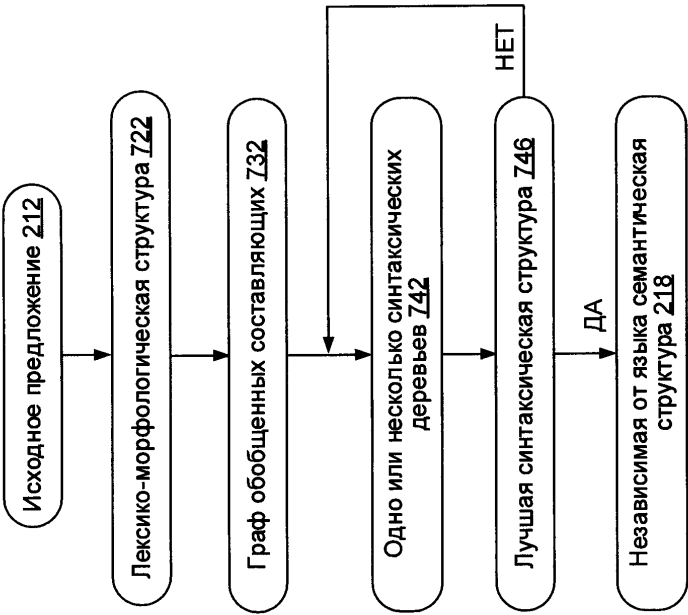 Исходное предложение 212
Лексико-морфологическая структура 722
Граф обобщенных составляющих 732
Одно или несколько синтаксических
деревьев 742
НЕТ
Лучшая синтаксическая структура 746
ДА
Независимая от языка семантическая
структура 218